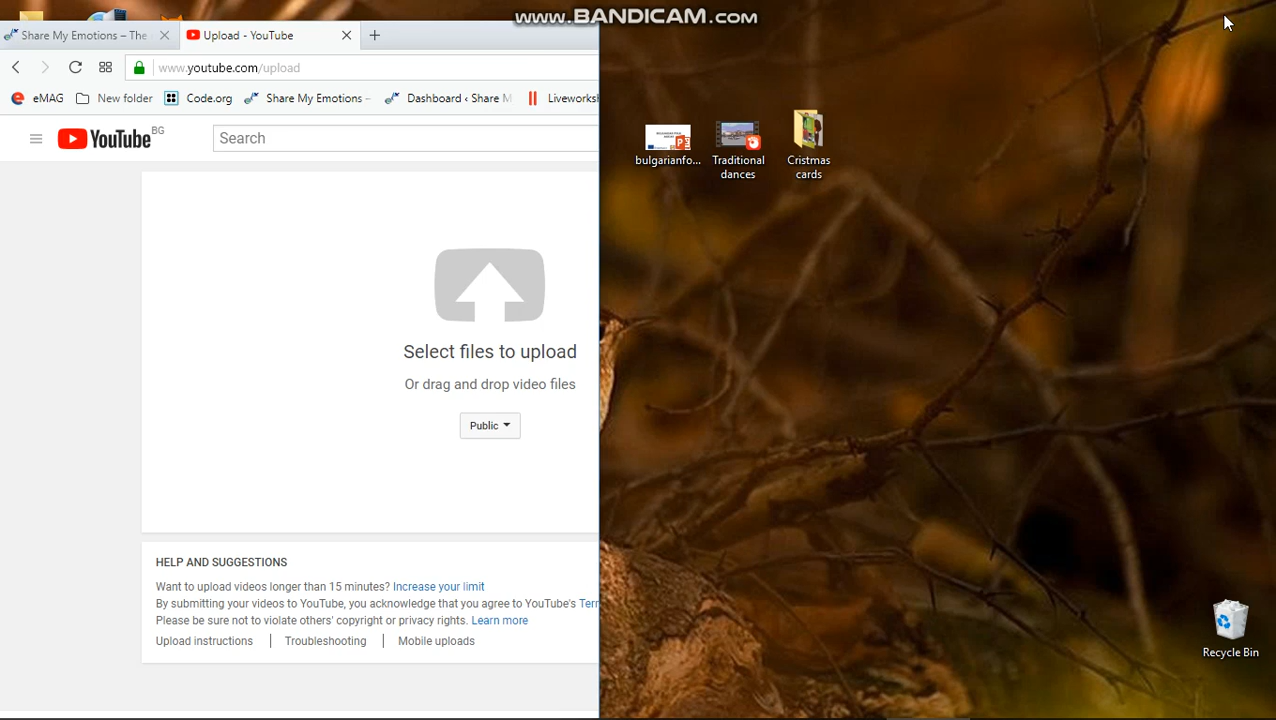 www.BANDICAM.com
Share My Emotions – The
Upload - YouTube
www.youtube.com/upload
eMAG
New folder
Code.org
Share My Emotions –
Dashboard ‹ Share M
Liveworksh
YouTube BG
Search
bulgarianfo...
Traditional
dances
Cristmas
cards
Select files to upload
Or drag and drop video files
Public
HELP AND SUGGESTIONS
Want to upload videos longer than 15 minutes? Increase your limit
By submitting your videos to YouTube, you acknowledge that you agree to YouTube's Term
Please be sure not to violate others' copyright or privacy rights. Learn more
Upload instructions
Troubleshooting
Mobile uploads
Recycle Bin